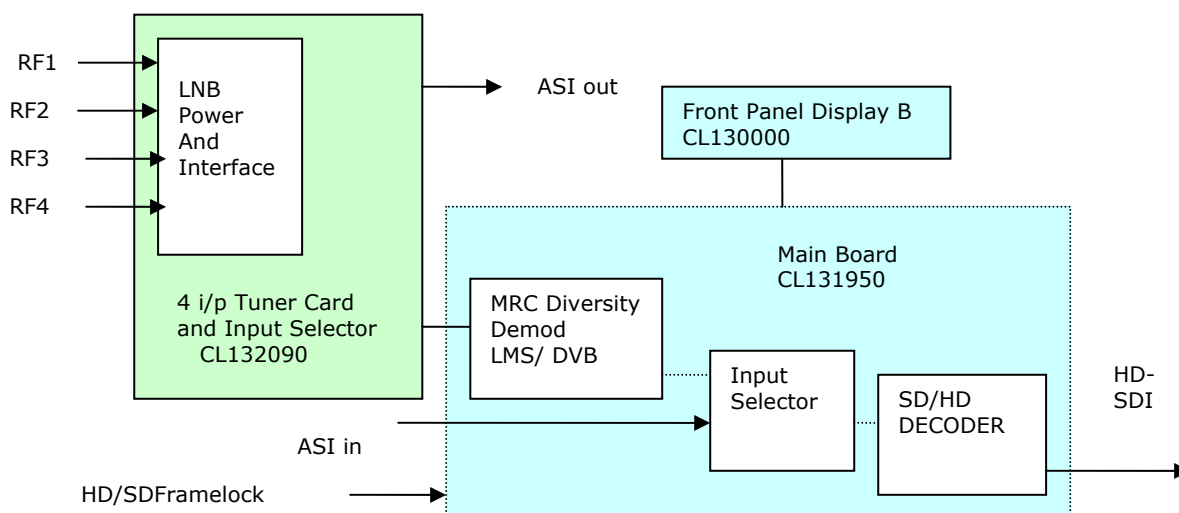 RF1
RF2
RF3
RF4
LNB
Power
And
Interface
4 i/p Tuner Card
and Input Selector
CL132090
ASI out
Front Panel Display B
CL130000
Main Board
CL131950
MRC Diversity
Demod
LMS/ DVB
Input
Selector
SD/HD
DECODER
HD-
SDI
ASI in
HD/SDFramelock